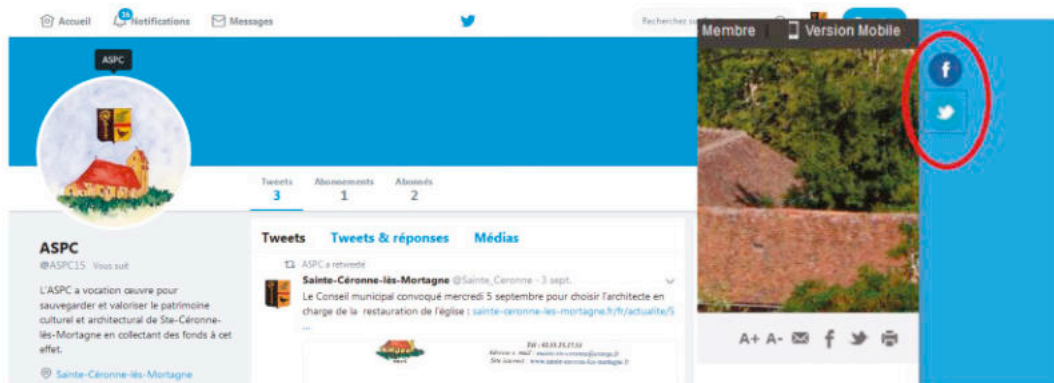 Accueil
16
Notifications
Messages
Membre
Version Mobile
ASPC
Tweets
3
Abonnements
1
Abonnés
2
ASPC
@ASPC15 Vous suit
L'ASPC a vocation œuvre pour
sauvegarder et valoriser le patrimoine
culturel et architectural de Ste-Céronne-
lès-Mortagne en collectant des fonds à cet
effet.
Sainte-Céronne-lès-Mortagne
Tweets Tweets & réponses Médias
ASPC a retweeté
Sainte-Céronne-lès-Mortagne @Sainte_Ceronne · 3 sept.
Le Conseil municipal convoqué mercredi 5 septembre pour choisir l'architecte en
charge de la restauration de l'église : sainte-ceronne-les-mortagne.fr/fr/actualite/5
...
A+ A-